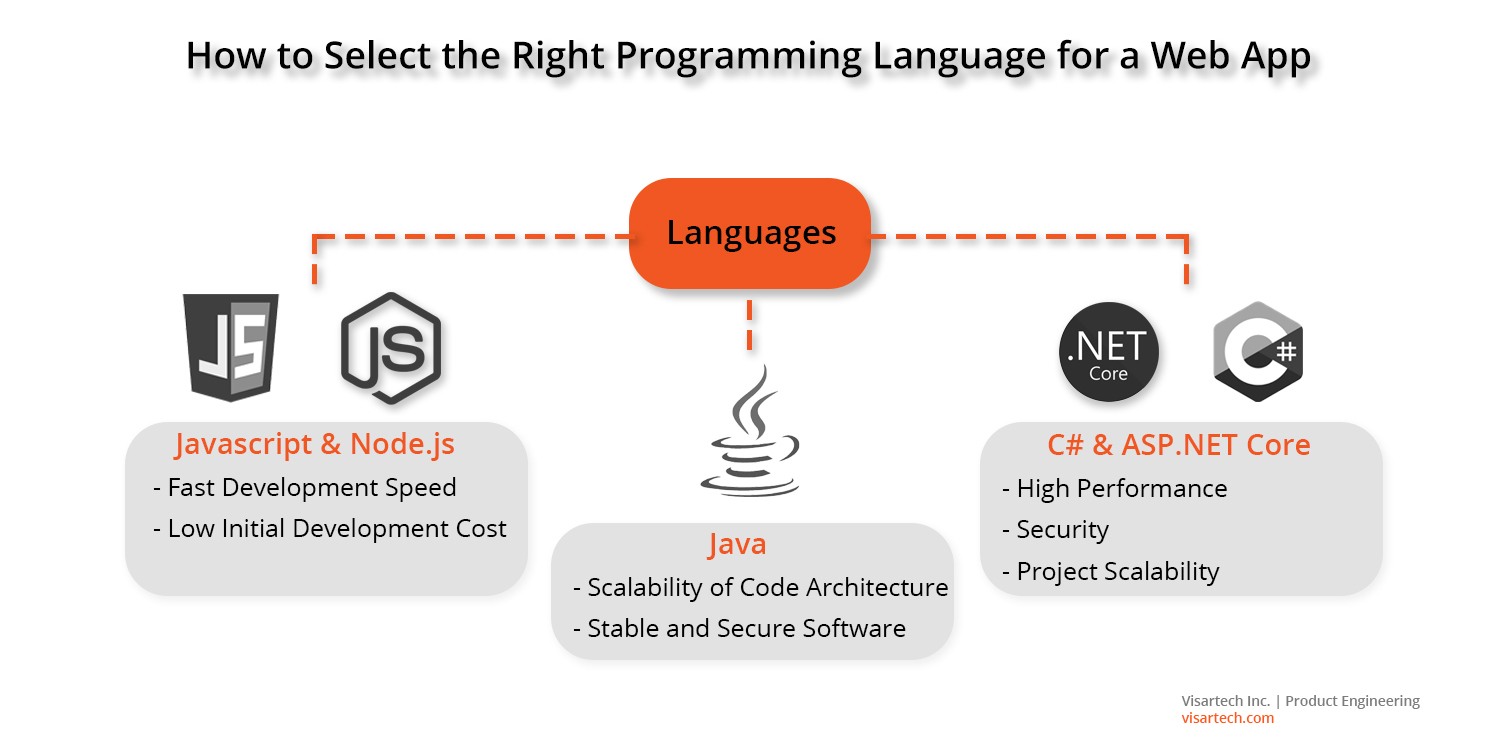 How to Select the Right Programming Language for a Web App
Languages
JS
JS
Javascript & Node.js
- Fast Development Speed
- Low Initial Development Cost
Java
- Scalability of Code Architecture
- Stable and Secure Software
.NET
Core
C#
C# & ASP.NET Core
- High Performance
- Security
- Project Scalability
Visartech Inc. | Product Engineering
visartech.com